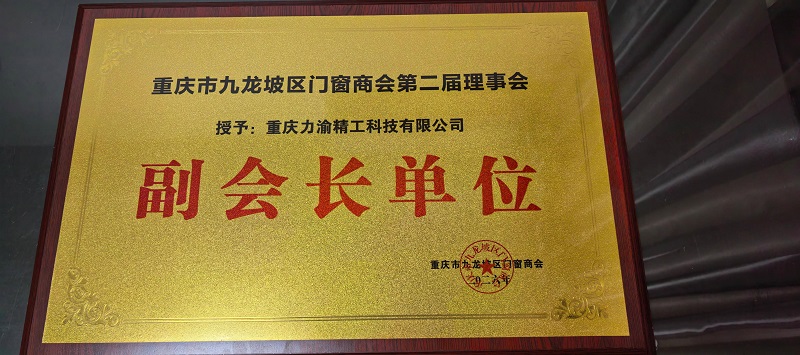 重庆市九龙坡区门窗商会第二届理事会
授予：重庆力渝精工科技有限公司
副会长单位
重庆市九龙坡区门窗商会